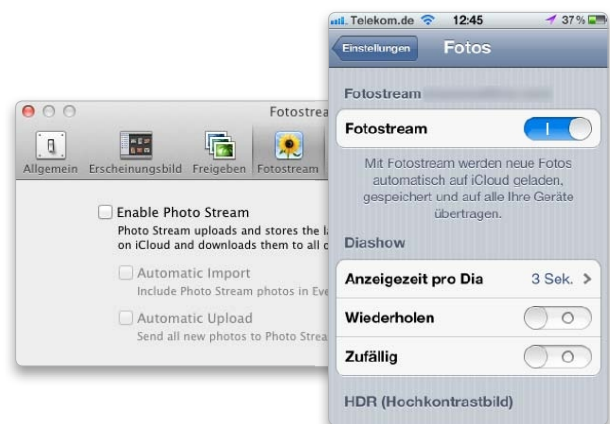 Fotostrea
Allgemein Erscheinungsbild Freigeben Fotostream
Enable Photo Stream
Photo Stream uploads and stores the l
on iCloud and downloads them to all
Automatic Import
Include Photo Stream photos in Eve
Automatic Upload
Send all new photos to Photo Strea
Telekom.de 12:45 37 %
Einstellungen Fotos
Fotostream
Fotostream
Mit Fotostream werden neue Fotos
automatisch auf iCloud geladen,
gespeichert und auf alle Ihre Geräte
übertragen.
Diashow
Anzeigezeit pro Dia 3 Sek.
Wiederholen
Zufällig
HDR (Hochkontrastbild)